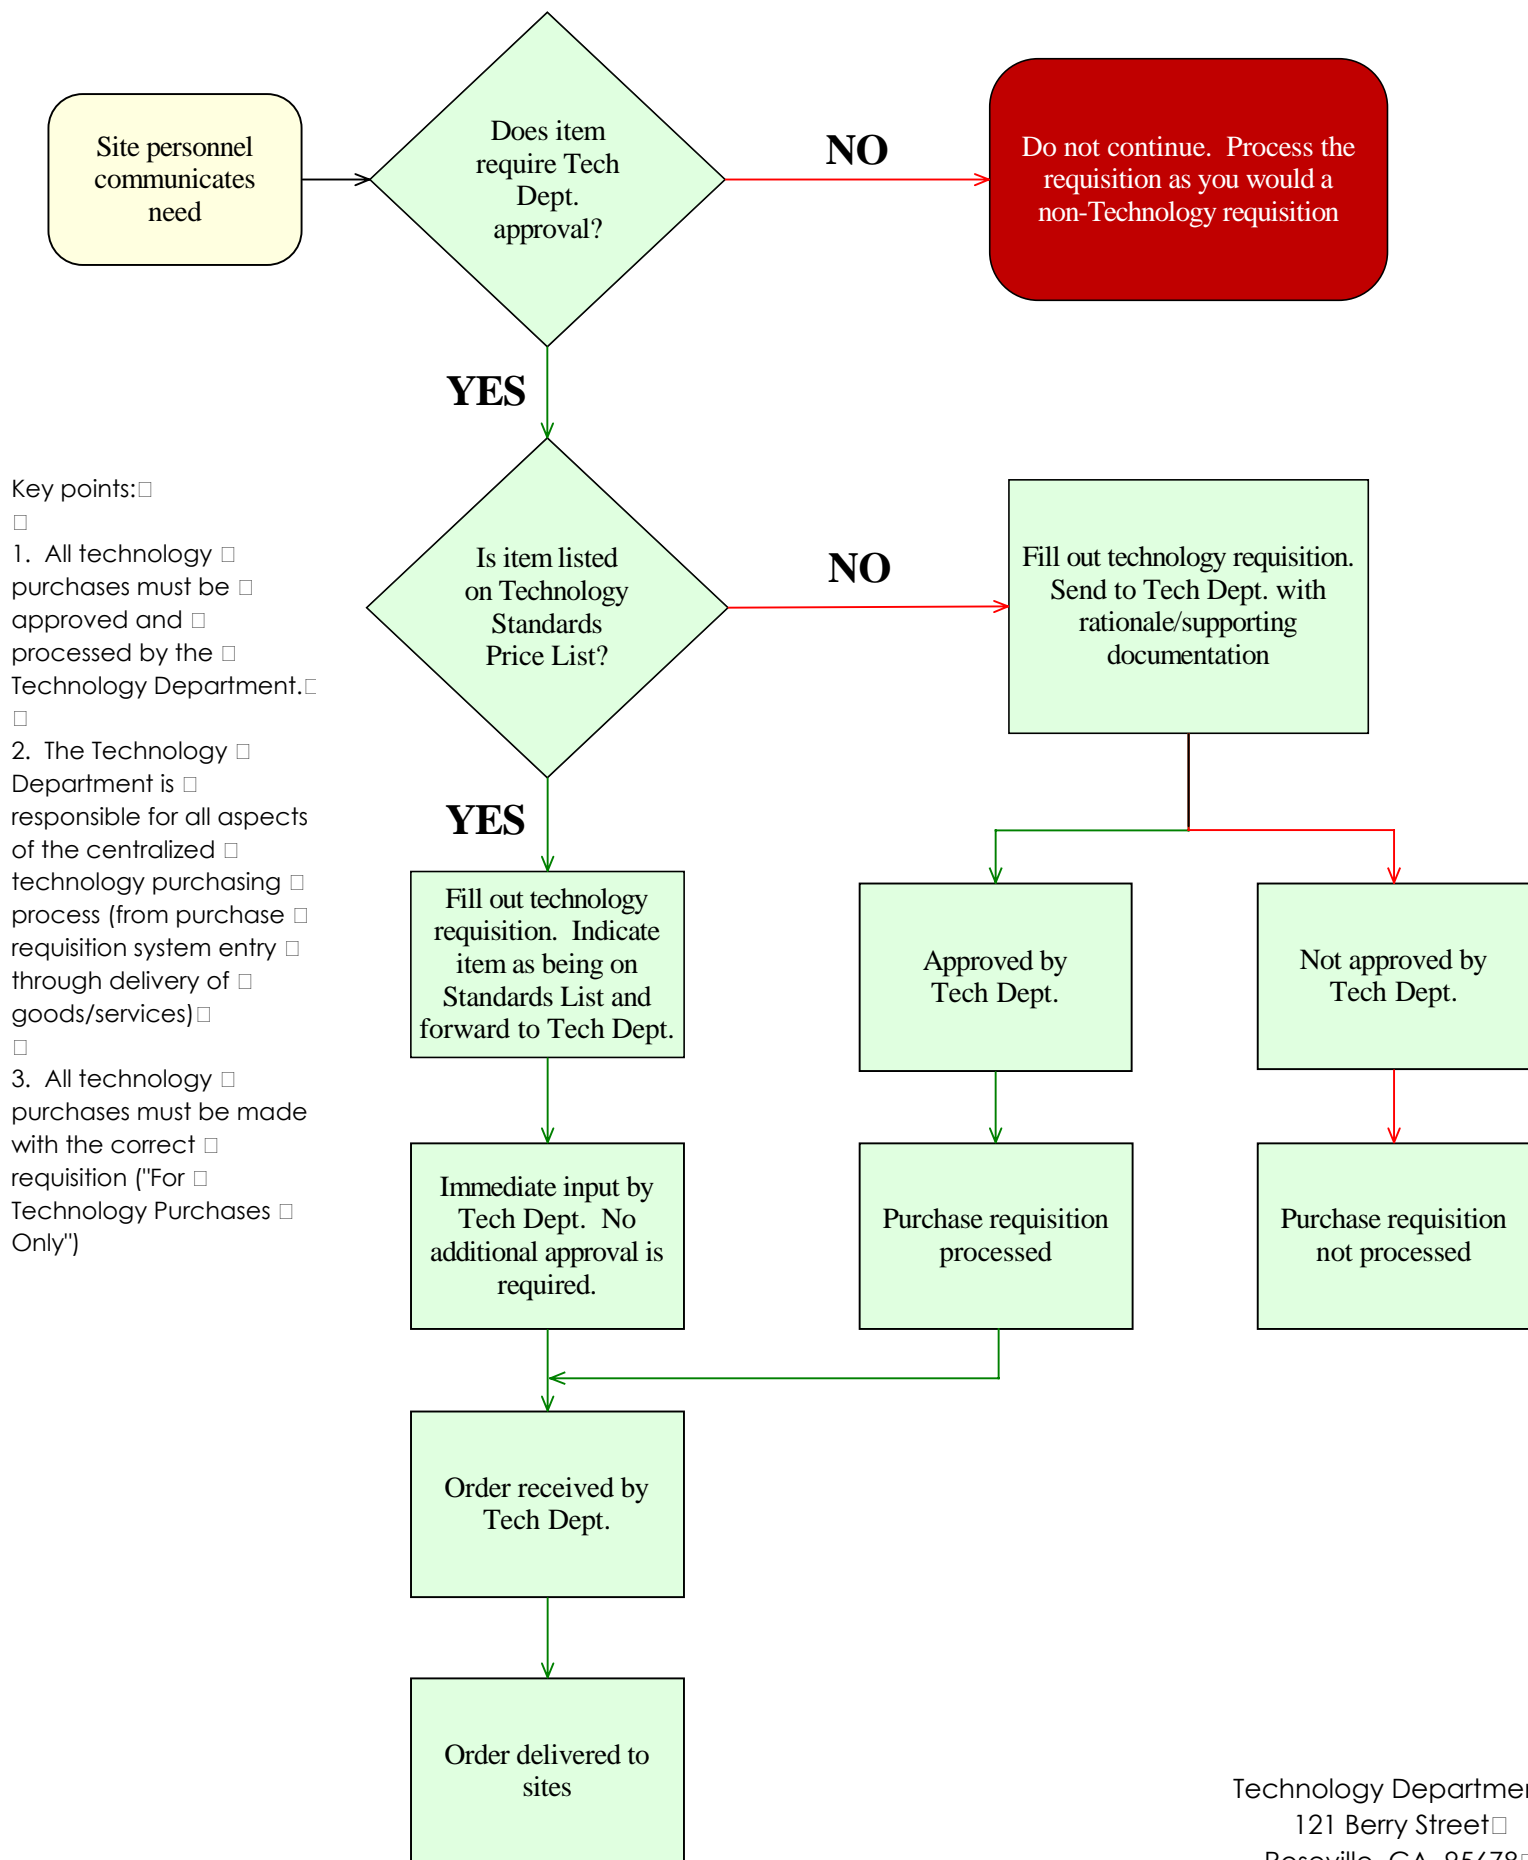 Site personnel
communicates
need
Does item
require Tech
Dept.
approval?
NO
Do not continue.  Process the
requisition as you would a
non-Technology requisition
YES
Key points:
1.  All technology
purchases must be
approved and
processed by the
Technology Department.
2.  The Technology
Department is
responsible for all aspects
of the centralized
technology purchasing
process (from purchase
requisition system entry
through delivery of
goods/services)
3.  All technology
purchases must be made
with the correct
requisition ("For
Technology Purchases
Only")
Is item listed
on Technology
Standards
Price List?
NO
Fill out technology requisition.
Send to Tech Dept. with
rationale/supporting
documentation
YES
Fill out technology
requisition.  Indicate
item as being on
Standards List and
forward to Tech Dept.
Approved by
Tech Dept.
Not approved by
Tech Dept.
Immediate input by
Tech Dept.  No
additional approval is
required.
Purchase requisition
processed
Purchase requisition
not processed
Order received by
Tech Dept.
Order delivered to
sites
Technology Departmen
121 Berry Street
Roseville, CA  95678